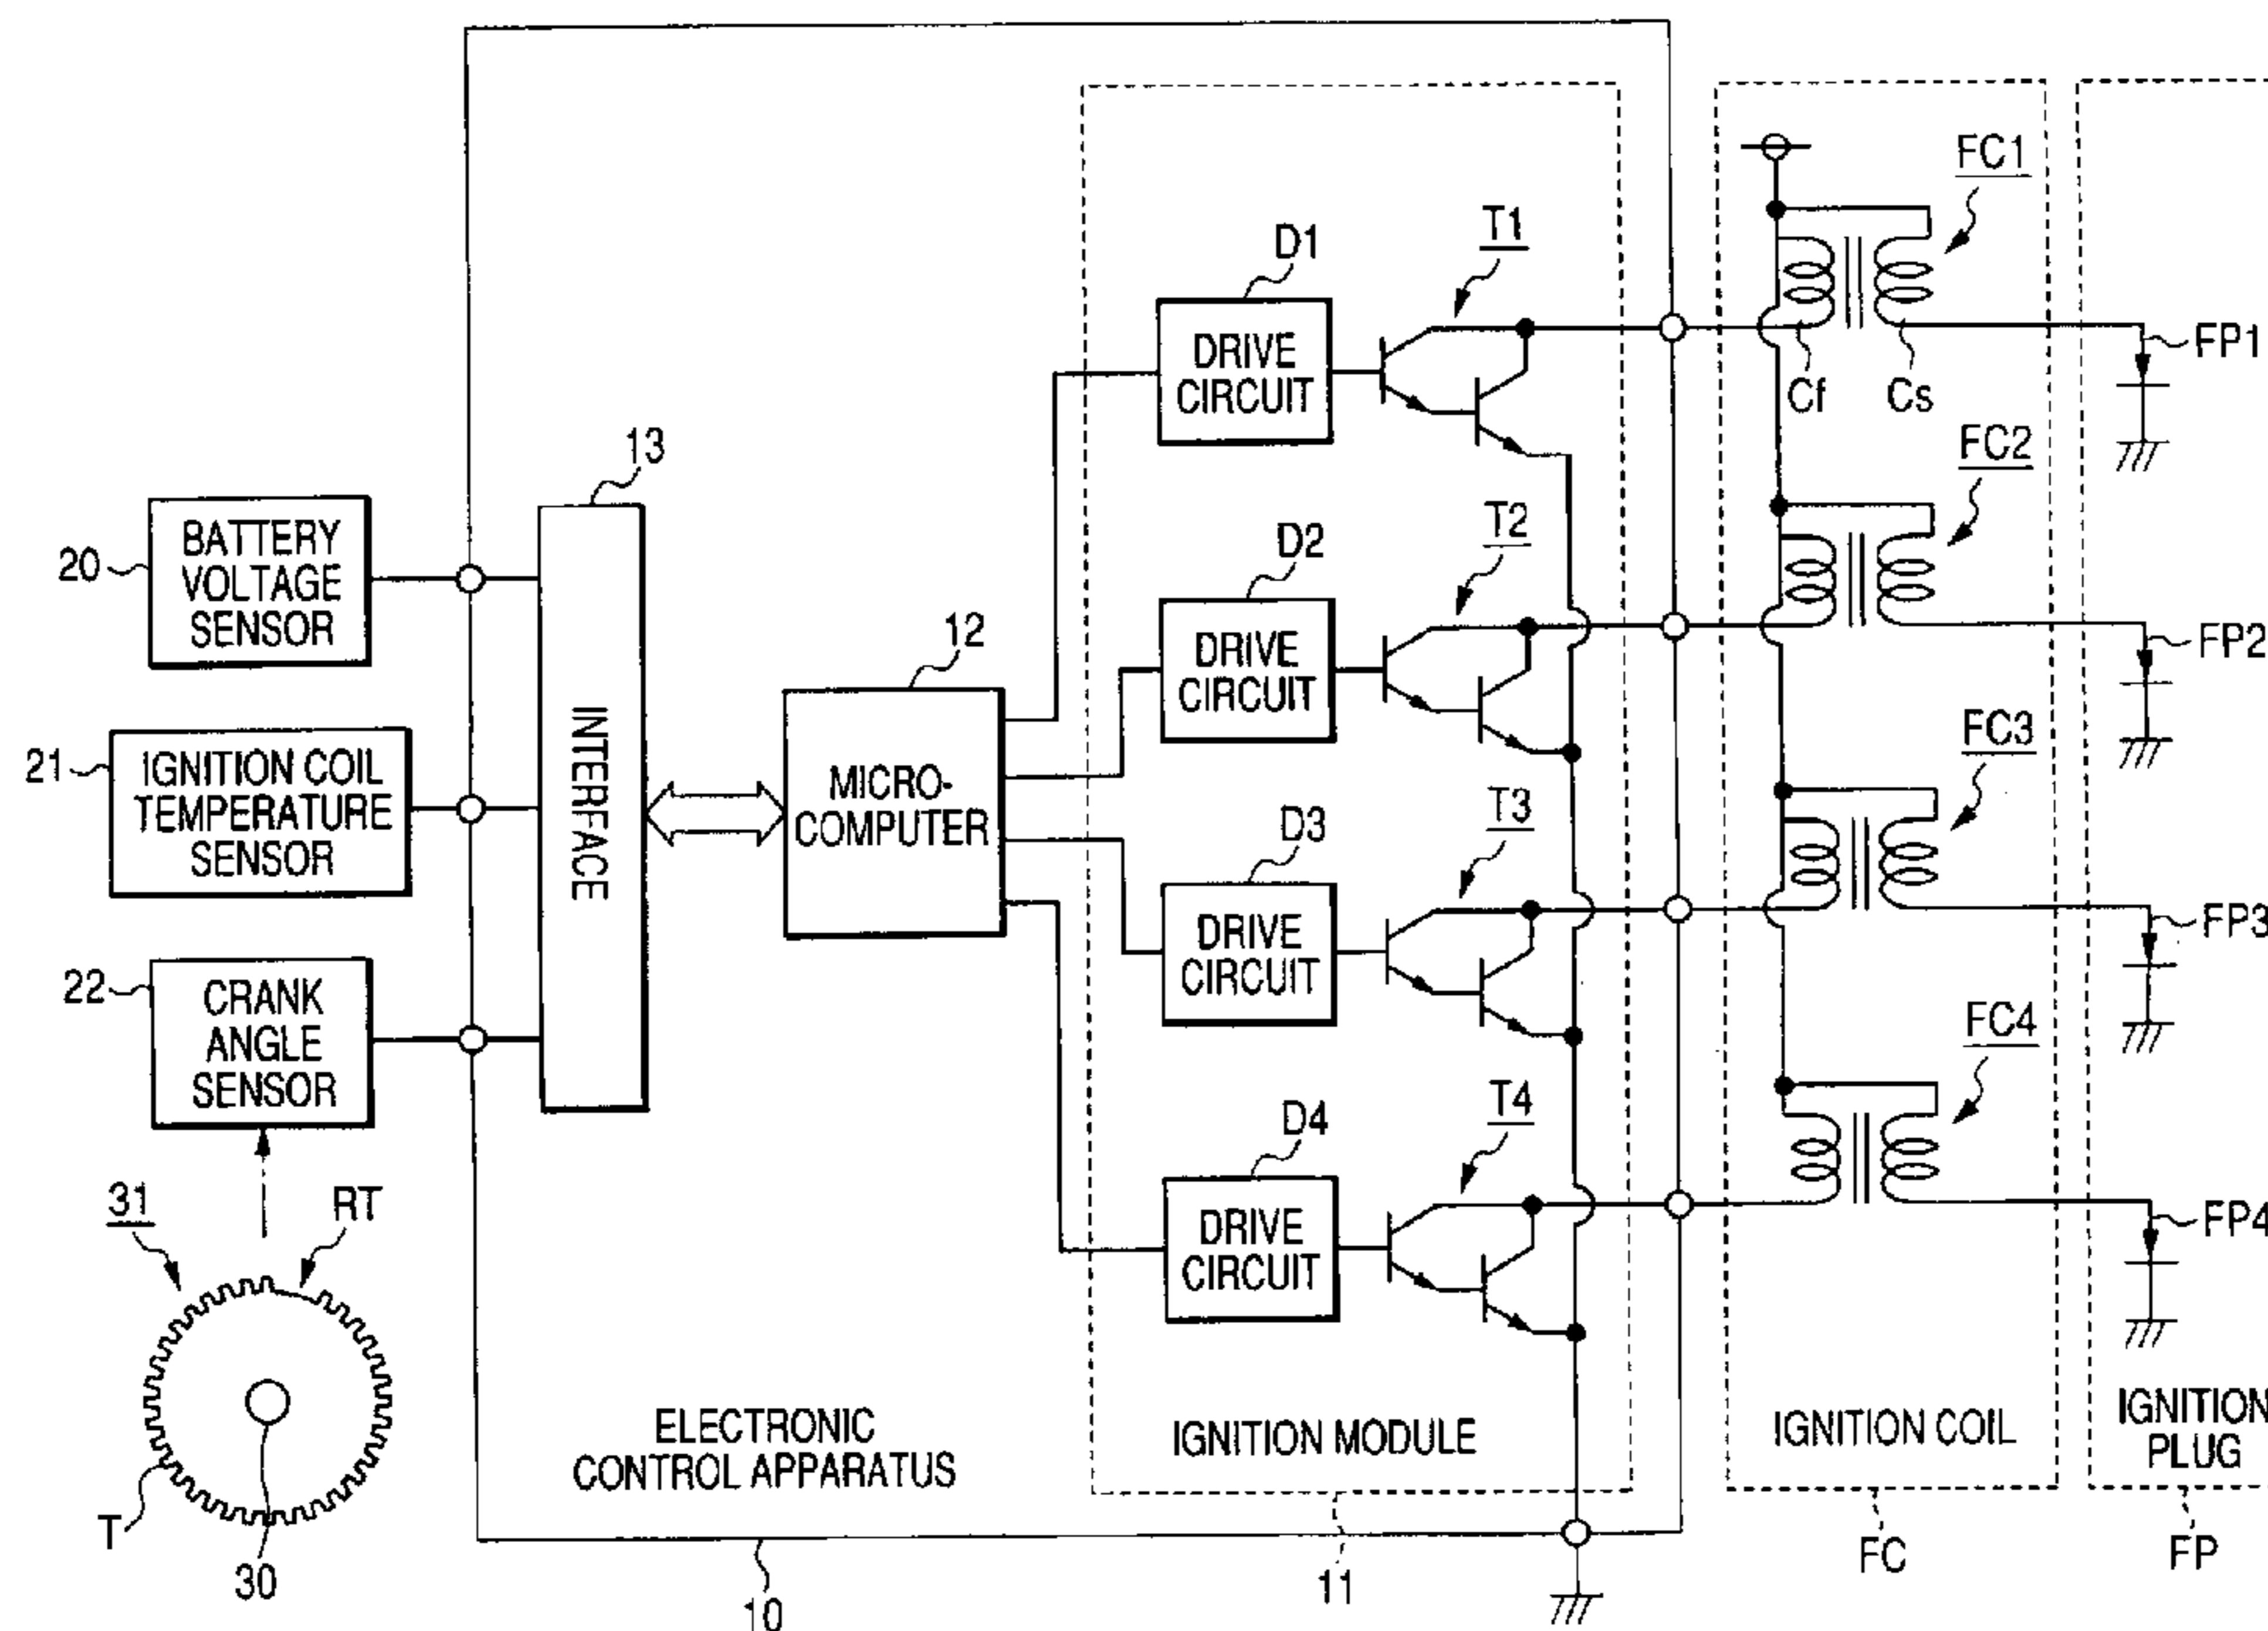 FC1
T1
D1
DRIVE
CIRCUIT
FP1
Cf
Cs
FC2
13
T2
D2
20
BATTERY
VOLTAGE
SENSOR
DRIVE
CIRCUIT
FP2
12
FC3
21
IGNITION COIL
TEMPERATURE
SENSOR
INTERFACE
MICRO-
COMPUTER
T3
D3
DRIVE
CIRCUIT
FP3
22
CRANK
ANGLE
SENSOR
FC4
T4
D4
31
RT
DRIVE
CIRCUIT
FP4
T
30
ELECTRONIC
CONTROL APPARATUS
IGNITION MODULE
IGNITION COIL
IGNITION
PLUG
10
11
FC
FP